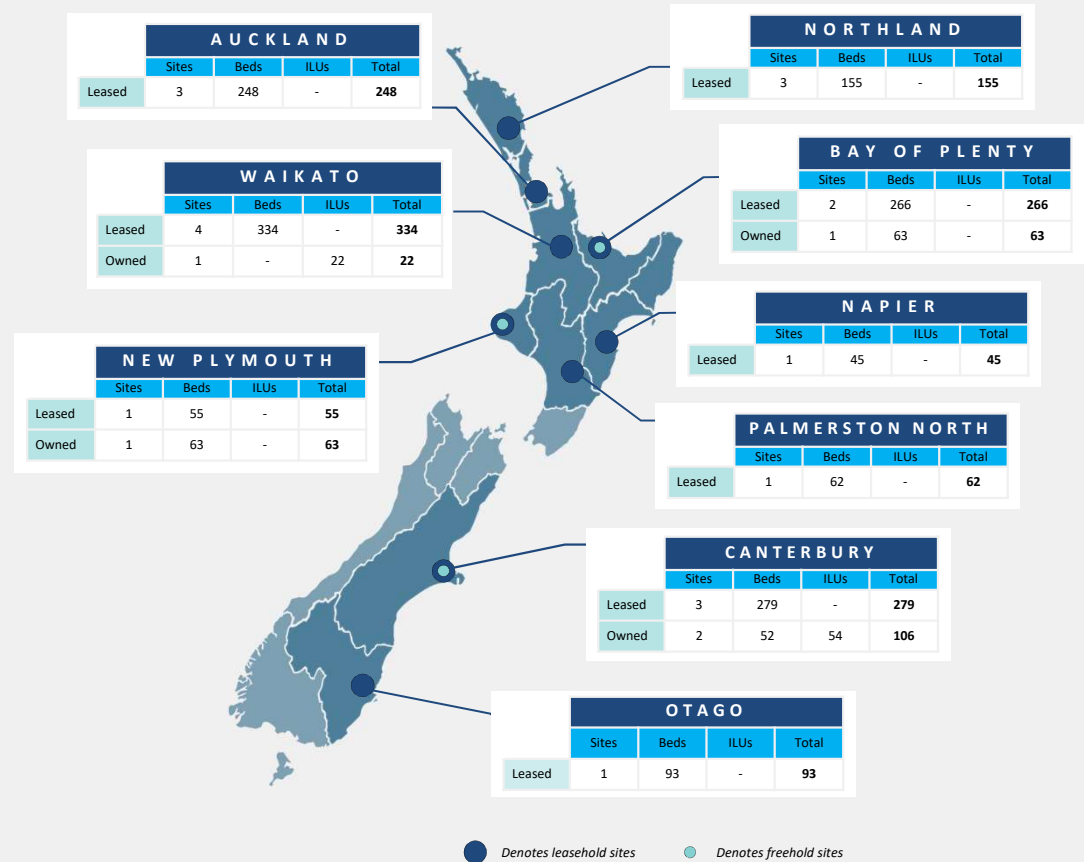 AUCKLAND
Sites Beds ILUs Total
Leased 3 248 - 248
NORTHLAND
Sites Beds ILUs Total
Leased 3 155 - 155
WAIKATO
Sites Beds ILUs Total
Leased 4 334 - 334
Owned 1 - 22 22
BAY OF PLENTY
Sites Beds ILUs Total
Leased 2 266 - 266
Owned 1 63 - 63
NAPIER
Sites Beds ILUs Total
Leased 1 45 - 45
NEW PLYMOUTH
Sites Beds ILUs Total
Leased 1 55 - 55
Owned 1 63 - 63
PALMERSTON NORTH
Sites Beds ILUs Total
Leased 1 62 - 62
CANTERBURY
Sites Beds ILUs Total
Leased 3 279 - 279
Owned 2 52 54 106
OTAGO
Sites Beds ILUs Total
Leased 1 93 - 93
Denotes leasehold sites
Denotes freehold sites